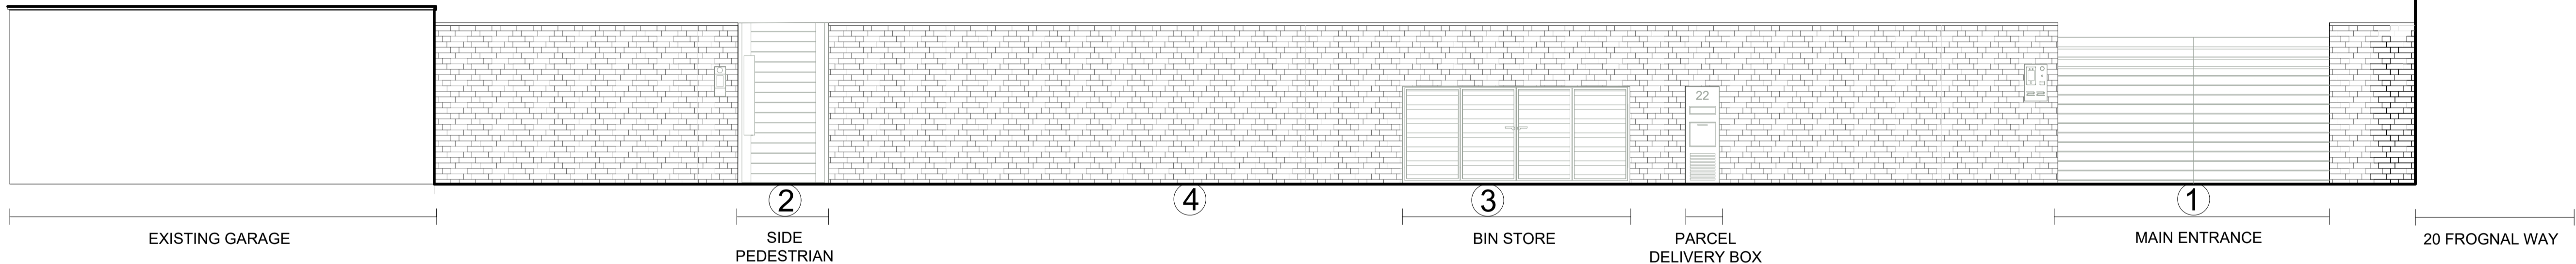 22
2
4
3
1
EXISTING GARAGE
SIDE
PEDESTRIAN
BIN STORE
PARCEL
DELIVERY BOX
MAIN ENTRANCE
20 FROGNAL WAY